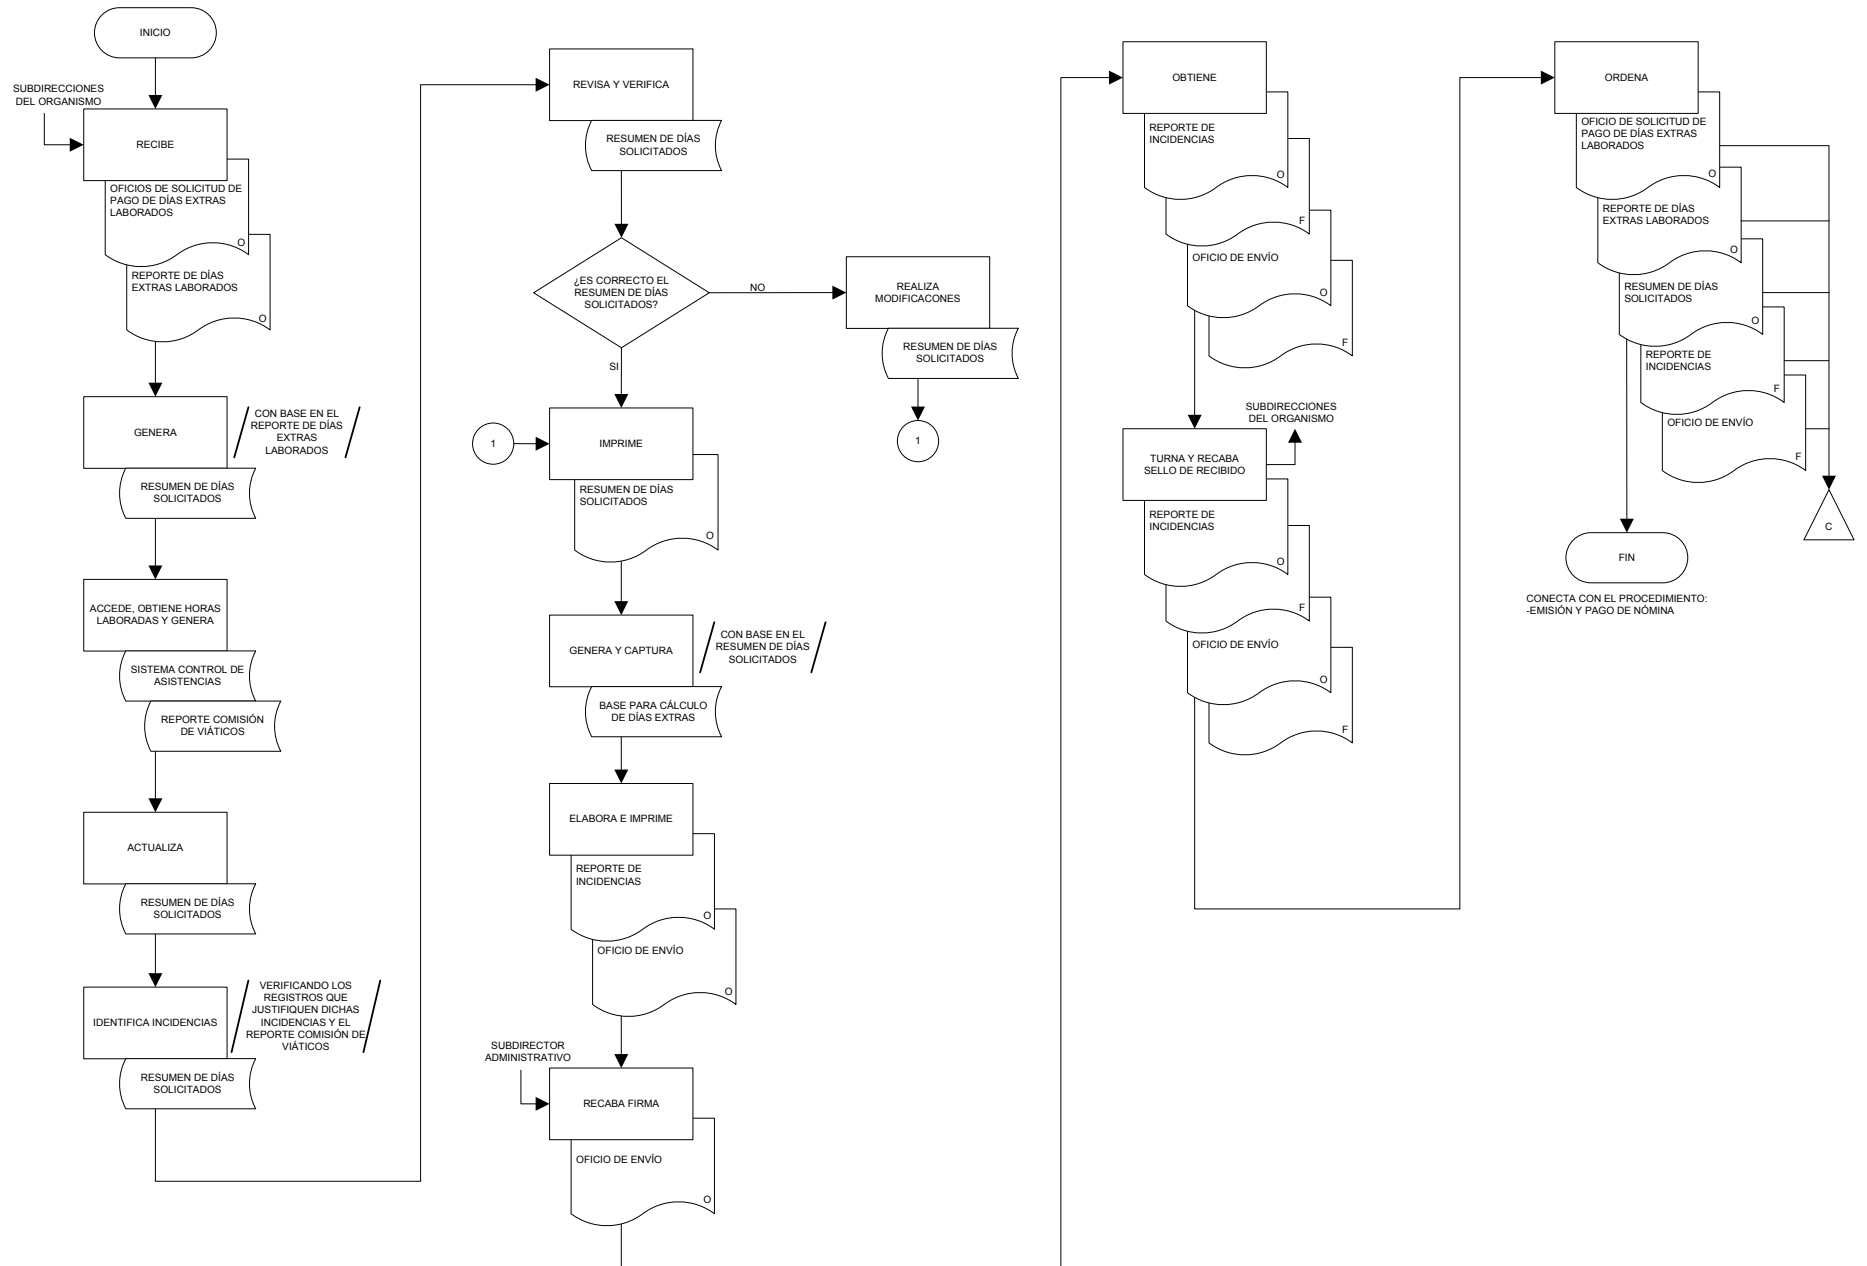 INICIO
SUBDIRECCIONES
DEL ORGANISMO
RECIBE
OFICIOS DE SOLICITUD DE
PAGO DE DÍAS EXTRAS
LABORADOS
O
REPORTE DE DÍAS
EXTRAS LABORADOS
O
GENERA
CON BASE EN EL
REPORTE DE DÍAS
EXTRAS
LABORADOS
RESUMEN DE DÍAS
SOLICITADOS
ACCEDE, OBTIENE HORAS
LABORADAS Y GENERA
SISTEMA CONTROL DE
ASISTENCIAS
REPORTE COMISIÓN
DE VIÁTICOS
ACTUALIZA
RESUMEN DE DÍAS
SOLICITADOS
IDENTIFICA INCIDENCIAS
VERIFICANDO LOS
REGISTROS QUE
JUSTIFIQUEN DICHAS
INCIDENCIAS Y EL
REPORTE COMISIÓN DE
VIÁTICOS
RESUMEN DE DÍAS
SOLICITADOS
REVISA Y VERIFICA
RESUMEN DE DÍAS
SOLICITADOS
¿ES CORRECTO EL
RESUMEN DE DÍAS
SOLICITADOS?
NO
REALIZA
MODIFICACONES
RESUMEN DE DÍAS
SOLICITADOS
1
SI
1
IMPRIME
RESUMEN DE DÍAS
SOLICITADOS
O
GENERA Y CAPTURA
CON BASE EN EL
RESUMEN DE DÍAS
SOLICITADOS
BASE PARA CÁLCULO
DE DÍAS EXTRAS
ELABORA E IMPRIME
REPORTE DE
INCIDENCIAS
O
OFICIO DE ENVÍO
O
SUBDIRECTOR
ADMINISTRATIVO
RECABA FIRMA
OFICIO DE ENVÍO
O
OBTIENE
REPORTE DE
INCIDENCIAS
O
F
OFICIO DE ENVÍO
O
F
SUBDIRECCIONES
DEL ORGANISMO
TURNA Y RECABA
SELLO DE RECIBIDO
REPORTE DE
INCIDENCIAS
O
F
OFICIO DE ENVÍO
O
F
ORDENA
OFICIO DE SOLICITUD DE
PAGO DE DÍAS EXTRAS
LABORADOS
O
REPORTE DE DÍAS
EXTRAS LABORADOS
O
RESUMEN DE DÍAS
SOLICITADOS
O
REPORTE DE
INCIDENCIAS
F
OFICIO DE ENVÍO
F
C
FIN
CONECTA CON EL PROCEDIMIENTO:
-EMISIÓN Y PAGO DE NÓMINA